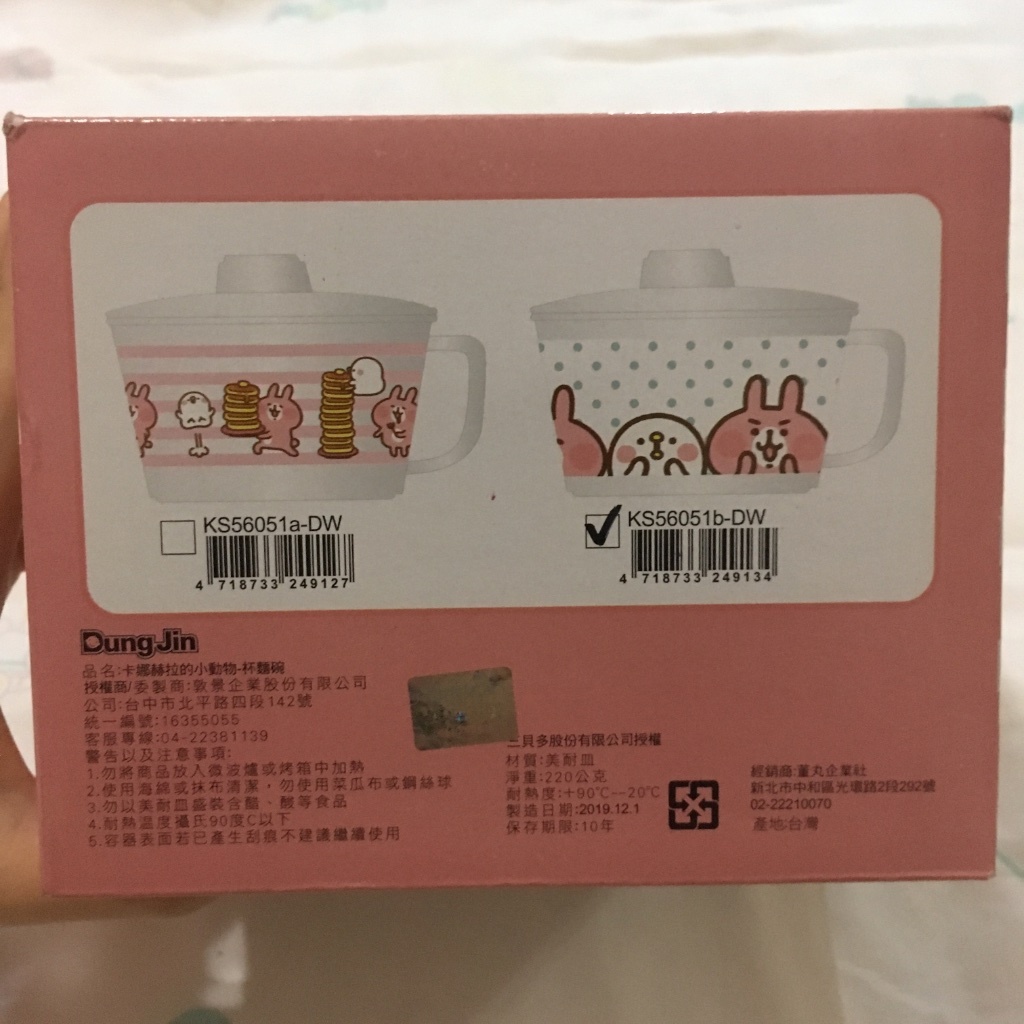 KS56051a-DW
4 718733 249127
KS56051b-DW
4 718733 249134
DungJin
品名:卡娜赫拉的小動物-杯麵碗
授權商/委製商:敦景企業股份有限公司
公司:台中市北平路四段142號
統一編號:16355055
客服專線:04-22381139
警告以及注意事項:
1.勿將商品放入微波爐或烤箱中加熱
2.使用海綿或抹布清潔,勿使用菜瓜布或鋼絲球
3.勿以美耐皿盛裝含醋、酸等食品
4.耐熱溫度攝氏90度C以下
5.容器表面若已產生刮痕不建議繼續使用
三貝多股份有限公司授權
材質:美耐皿
淨重:220公克
耐熱度:+90℃~-20℃
製造日期:2019.12.1
保存期限:10年
經銷商:董丸企業社
新北市中和區光環路2段292號
02-22210070
產地:台灣